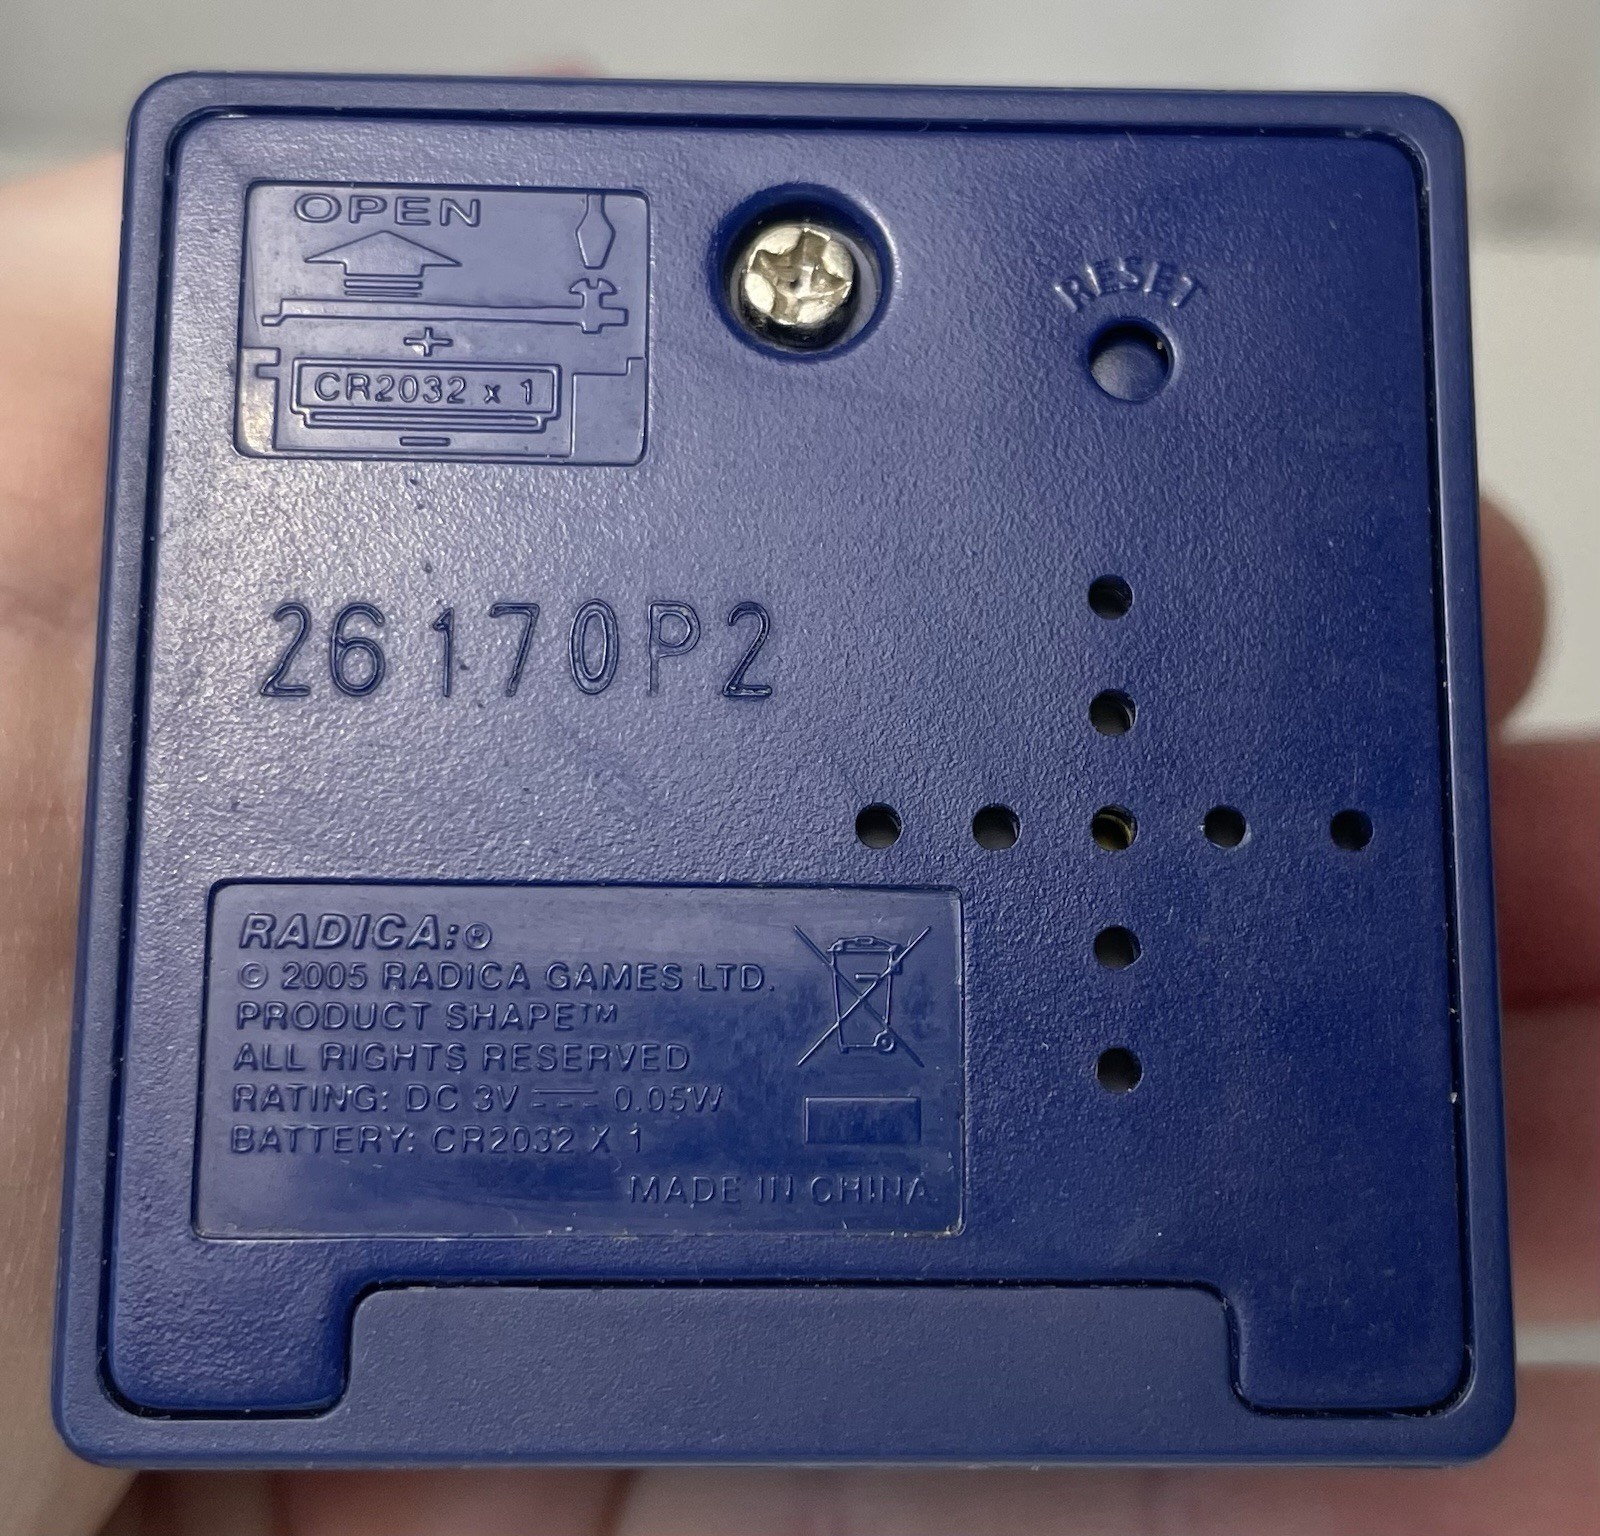 OPEN
+
CR2032 x 1
–
RESET
26170P2
RADICA:®
© 2005 RADICA GAMES LTD.
PRODUCT SHAPE™
ALL RIGHTS RESERVED
RATING: DC 3V ⎓ 0.05W
BATTERY: CR2032 X 1
MADE IN CHINA